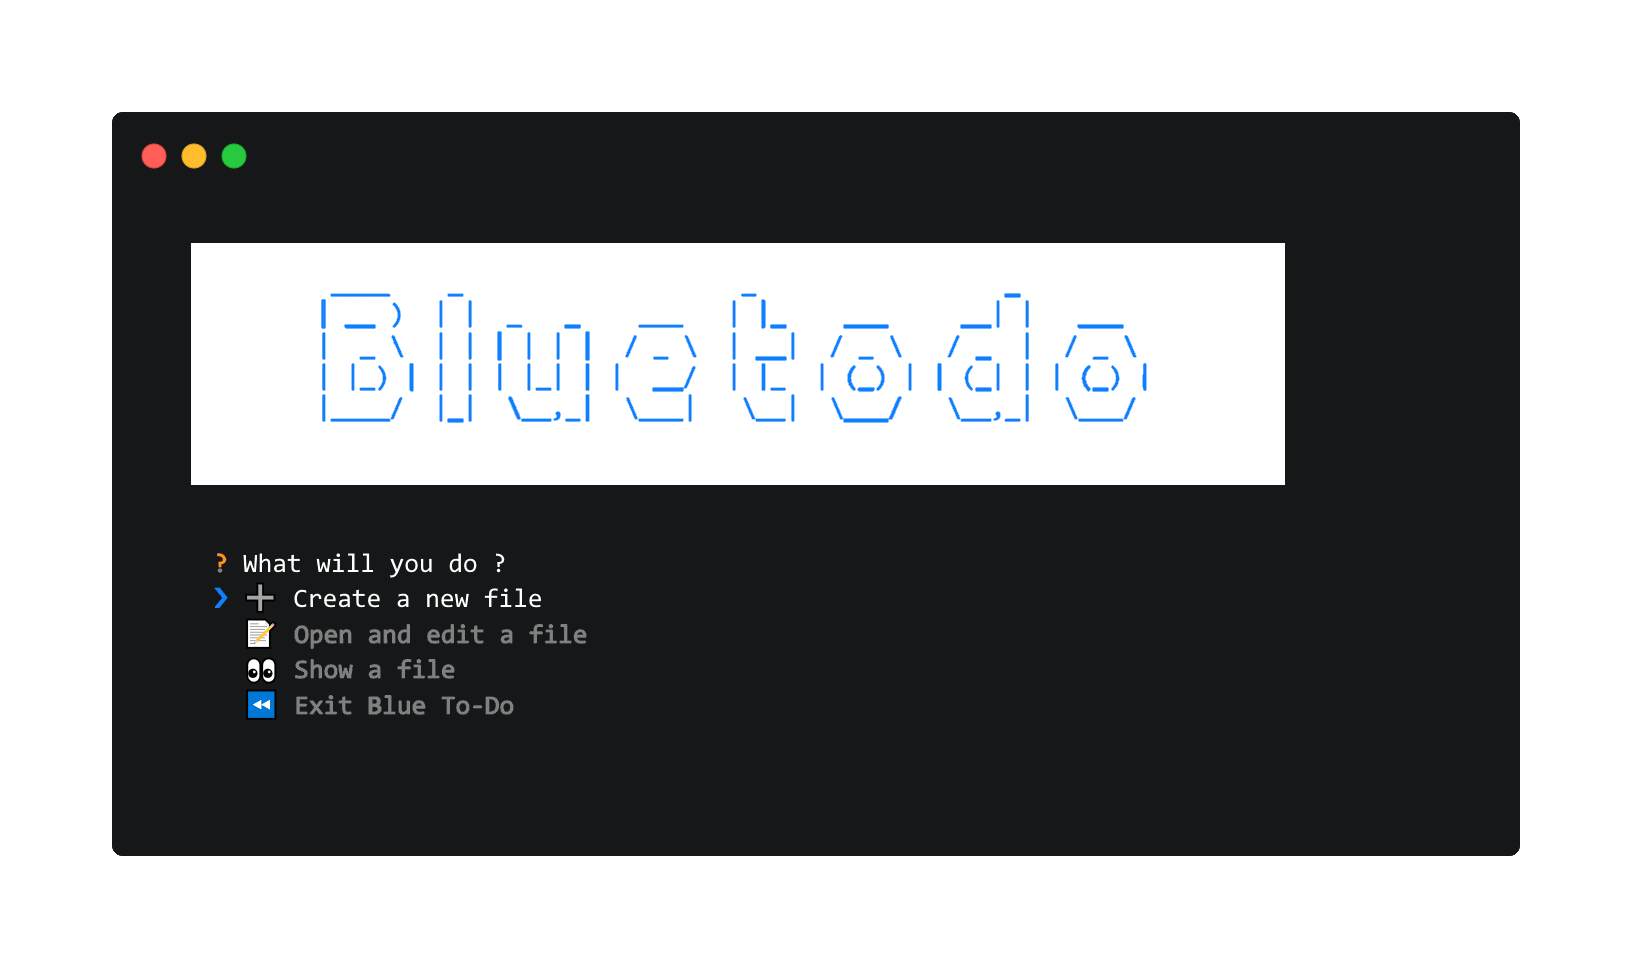 Bluetodo
? What will you do ?
❯ ➕ Create a new file
📝 Open and edit a file
👀 Show a file
⏪ Exit Blue To-Do